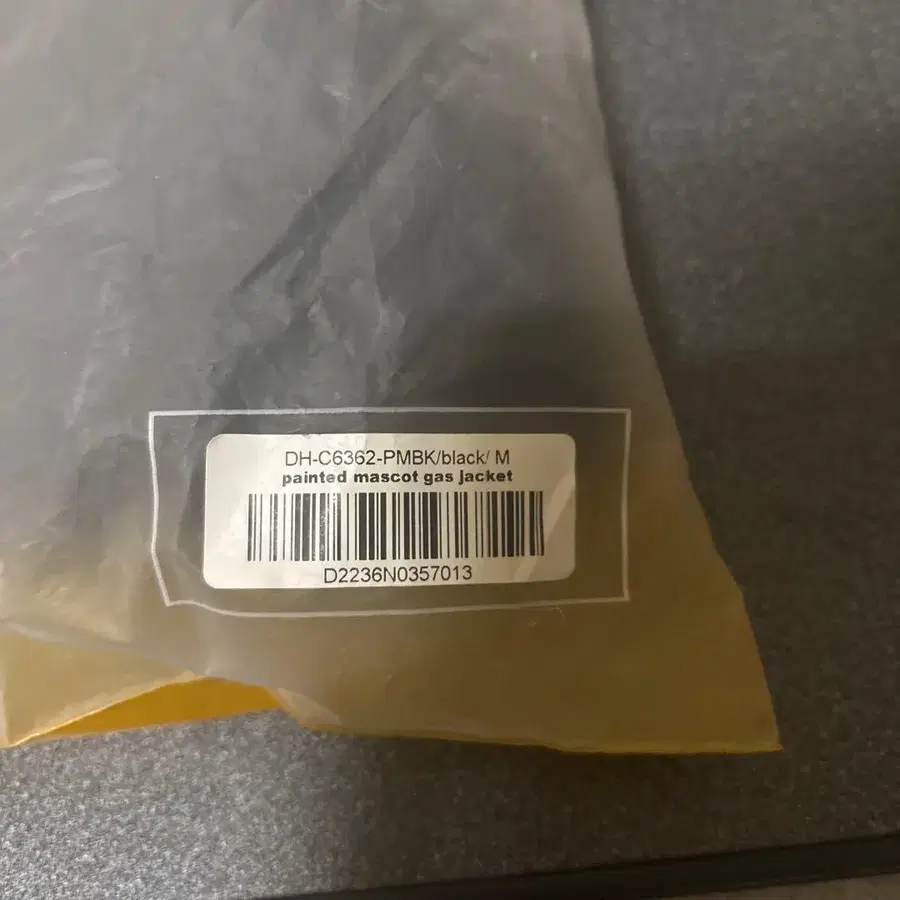 DH-C6362-PMBK/black/ M
painted mascot gas jacket
D2236N0357013